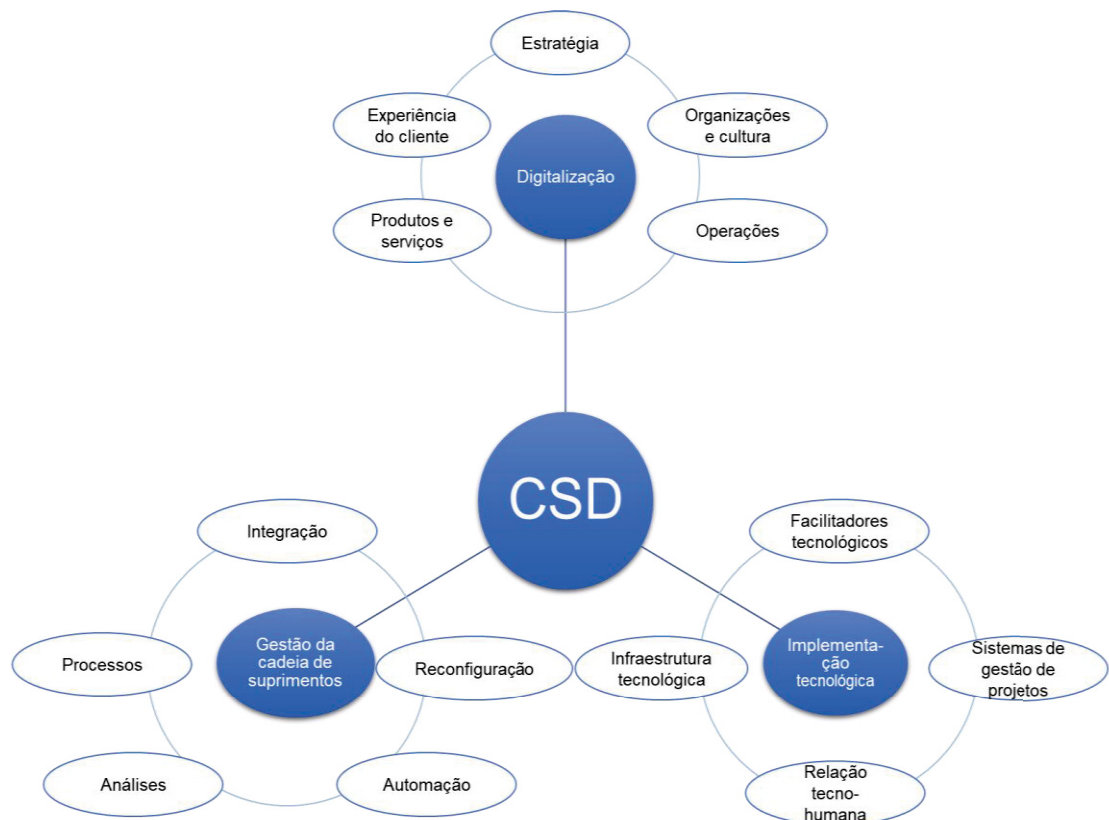 Estratégia
Experiência
do cliente
Organizações
e cultura
Digitalização
Produtos e
serviços
Operações
CSD
Integração
Processos
Gestão da
cadeia de
suprimentos
Reconfiguração
Análises
Automação
Facilitadores
tecnológicos
Infraestrutura
tecnológica
Implementa-
ção
tecnológica
Sistemas de
gestão de
projetos
Relação
tecno-
humana